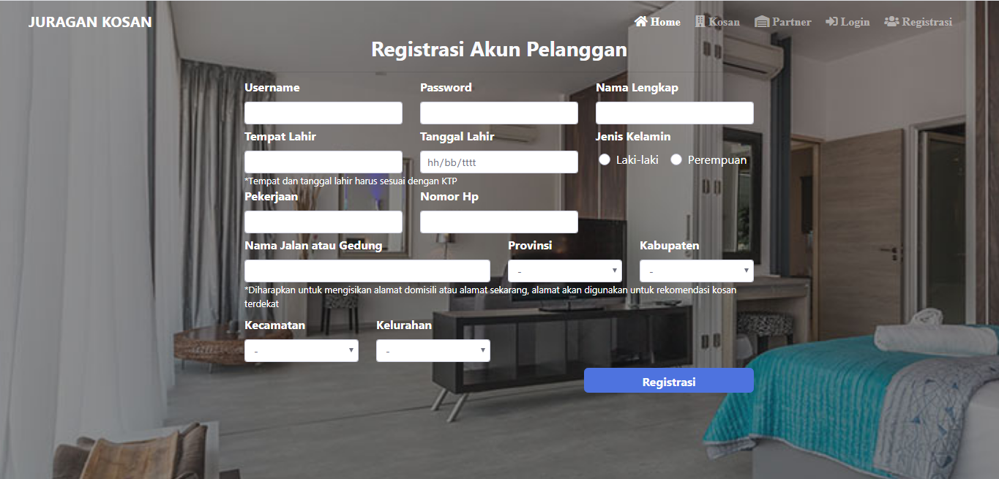 JURAGAN KOSAN
Home Kosan Partner Login Registrasi
Registrasi Akun Pelanggan
Username Password Nama Lengkap
Tempat Lahir Tanggal Lahir Jenis Kelamin
hh/bb/tttt Laki-laki Perempuan
*Tempat dan tanggal lahir harus sesuai dengan KTP
Pekerjaan Nomor Hp
Nama Jalan atau Gedung Provinsi Kabupaten
- -
*Diharapkan untuk mengisikan alamat domisili atau alamat sekarang, alamat akan digunakan untuk rekomendasi kosan
terdekat
Kecamatan Kelurahan
- -
Registrasi